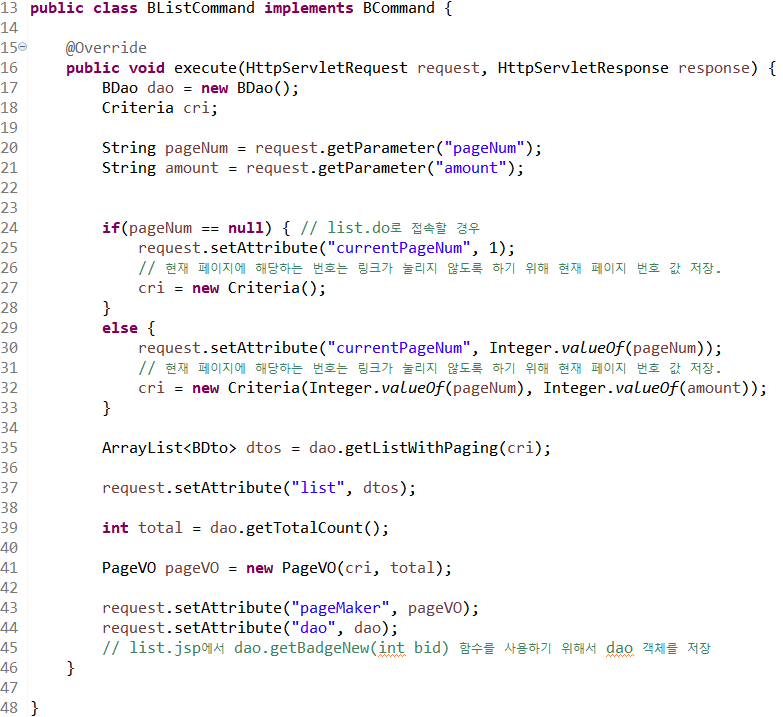 13 public class BListCommand implements BCommand {
14
15 @Override
16 public void execute(HttpServletRequest request, HttpServletResponse response) {
17 BDao dao = new BDao();
18 Criteria cri;
19
20 String pageNum = request.getParameter("pageNum");
21 String amount = request.getParameter("amount");
22
23
24 if(pageNum == null) { // list.do로 접속할 경우
25 request.setAttribute("currentPageNum", 1);
26 // 현재 페이지에 해당하는 번호는 링크가 눌리지 않도록 하기 위해 현재 페이지 번호 값 저장.
27 cri = new Criteria();
28 }
29 else {
30 request.setAttribute("currentPageNum", Integer.valueOf(pageNum));
31 // 현재 페이지에 해당하는 번호는 링크가 눌리지 않도록 하기 위해 현재 페이지 번호 값 저장.
32 cri = new Criteria(Integer.valueOf(pageNum), Integer.valueOf(amount));
33 }
34
35 ArrayList<BDto> dtos = dao.getListWithPaging(cri);
36
37 request.setAttribute("list", dtos);
38
39 int total = dao.getTotalCount();
40
41 PageVO pageVO = new PageVO(cri, total);
42
43 request.setAttribute("pageMaker", pageVO);
44 request.setAttribute("dao", dao);
45 // list.jsp에서 dao.getBadgeNew(int bid) 함수를 사용하기 위해서 dao 객체를 저장
46 }
47
48 }